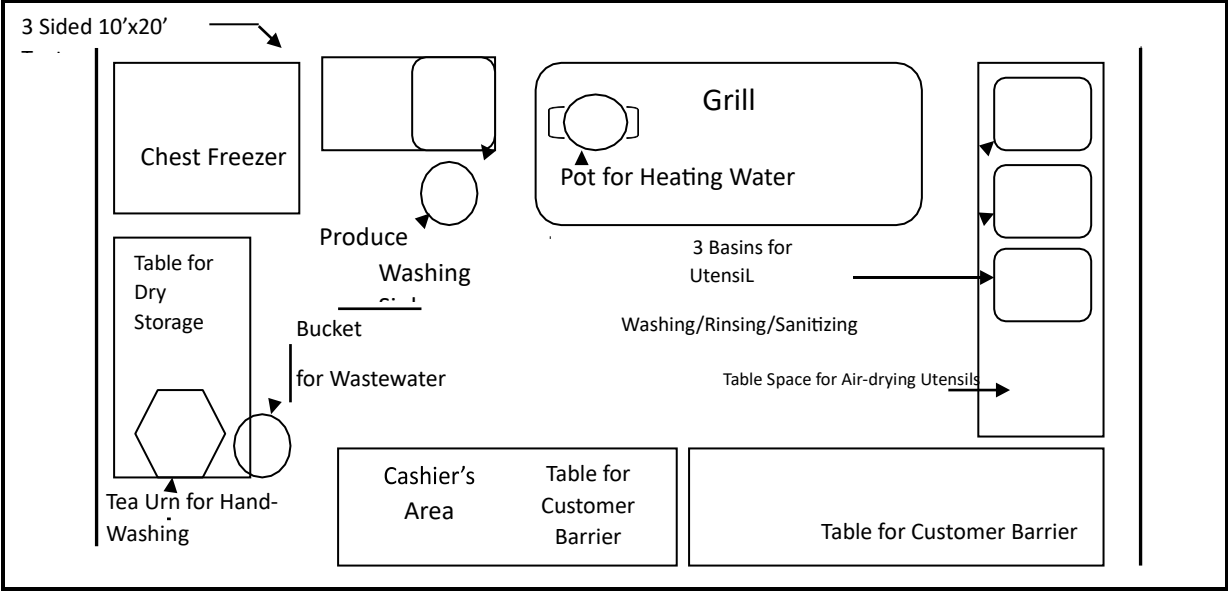 3 Sided 10’x20’
Chest Freezer
Grill
Pot for Heating Water
Produce
Washing
Table for
Dry
Storage
Bucket
for Wastewater
3 Basins for
UtensiL
Washing/Rinsing/Sanitizing
Table Space for Air-drying Utensils
Tea Urn for Hand-
Washing
Cashier’s
Area
Table for
Customer
Barrier
Table for Customer Barrier